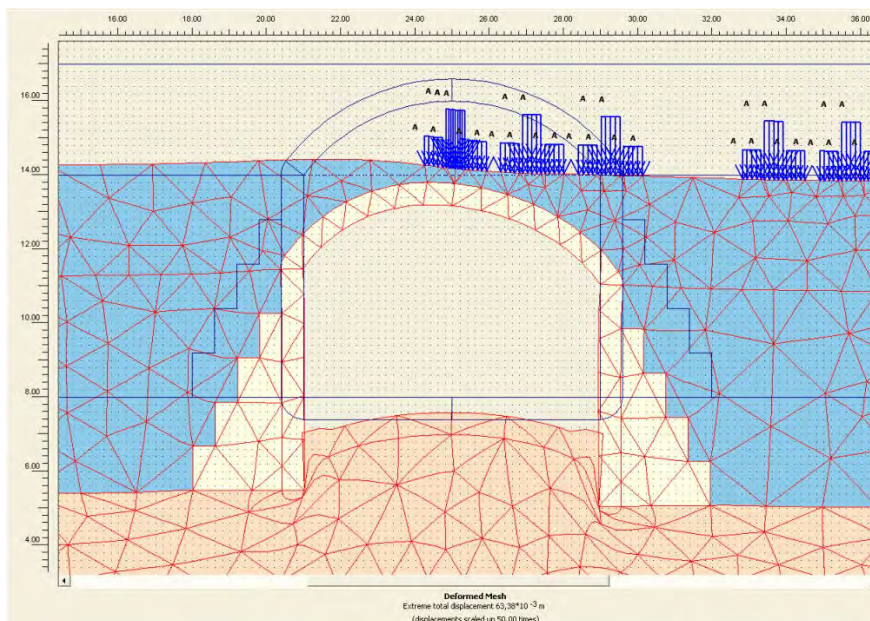 16.00 18.00 20.00 22.00 24.00 26.00 28.00 30.00 32.00 34.00 36.00
16.00
A A A A A A A A A A A
A A A A A A A A A A A A A A
14.00
12.00
10.00
8.00
6.00
4.00
Deformed Mesh
Extreme total displacement 63,38*10 -3 m
(displacements scaled up 50,00 times)